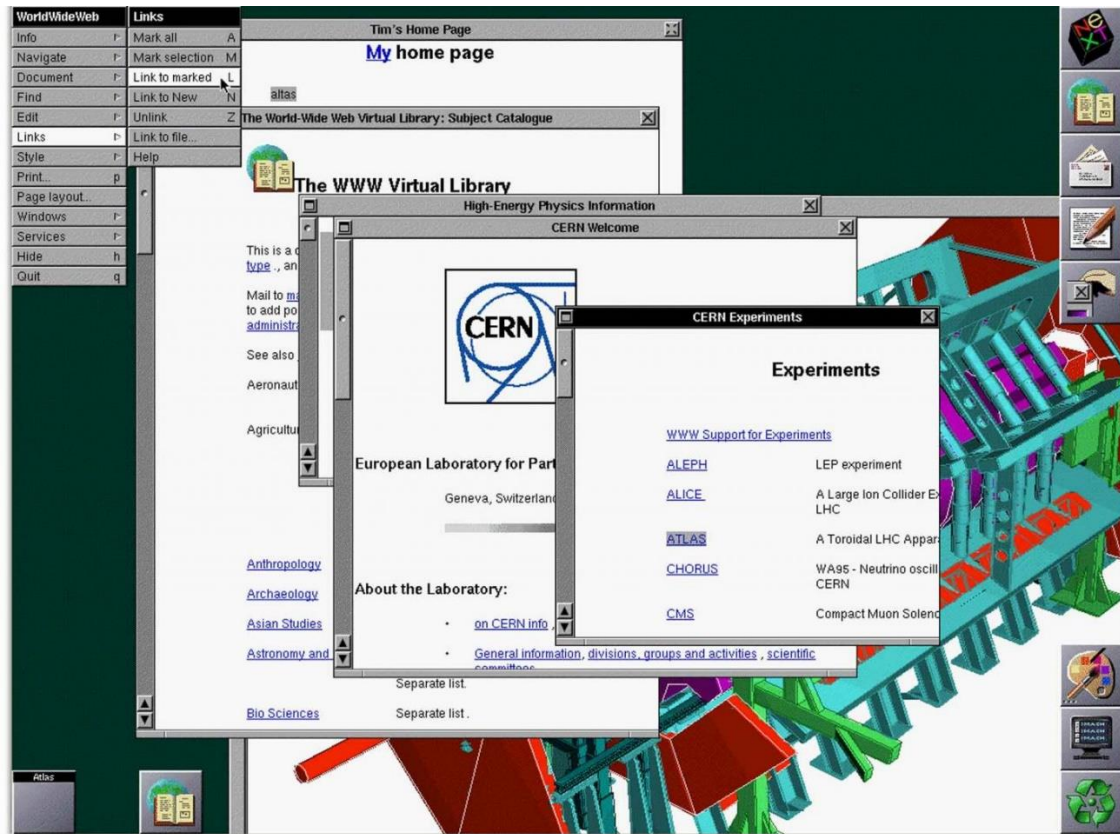 WorldWideWeb
Info
Navigate
Document
Find
Edit
Links
Style
Print... p
Page layout...
Windows
Services
Hide h
Quit q
Links
Mark all A
Mark selection M
Link to marked L
Link to New N
Unlink Z
Link to file...
Help
Tim's Home Page
My home page
altas
The World-Wide Web Virtual Library: Subject Catalogue
The WWW Virtual Library
This is a
type ., an
Mail to
to add po
administra
See also
Aeronaut
Agricultu
Anthropology
Archaeology
Asian Studies
Astronomy and
Separate list.
Bio Sciences Separate list .
High-Energy Physics Information
CERN Welcome
CERN
European Laboratory for Part
Geneva, Switzerland
About the Laboratory:
· on CERN info ,
· General information, divisions, groups and activities , scientific
committees
CERN Experiments
Experiments
WWW Support for Experiments
ALEPH LEP experiment
ALICE A Large Ion Collider Ex
LHC
ATLAS A Toroidal LHC Appar
CHORUS WA95 - Neutrino oscill
CERN
CMS Compact Muon Soleno
NeXT
Atlas